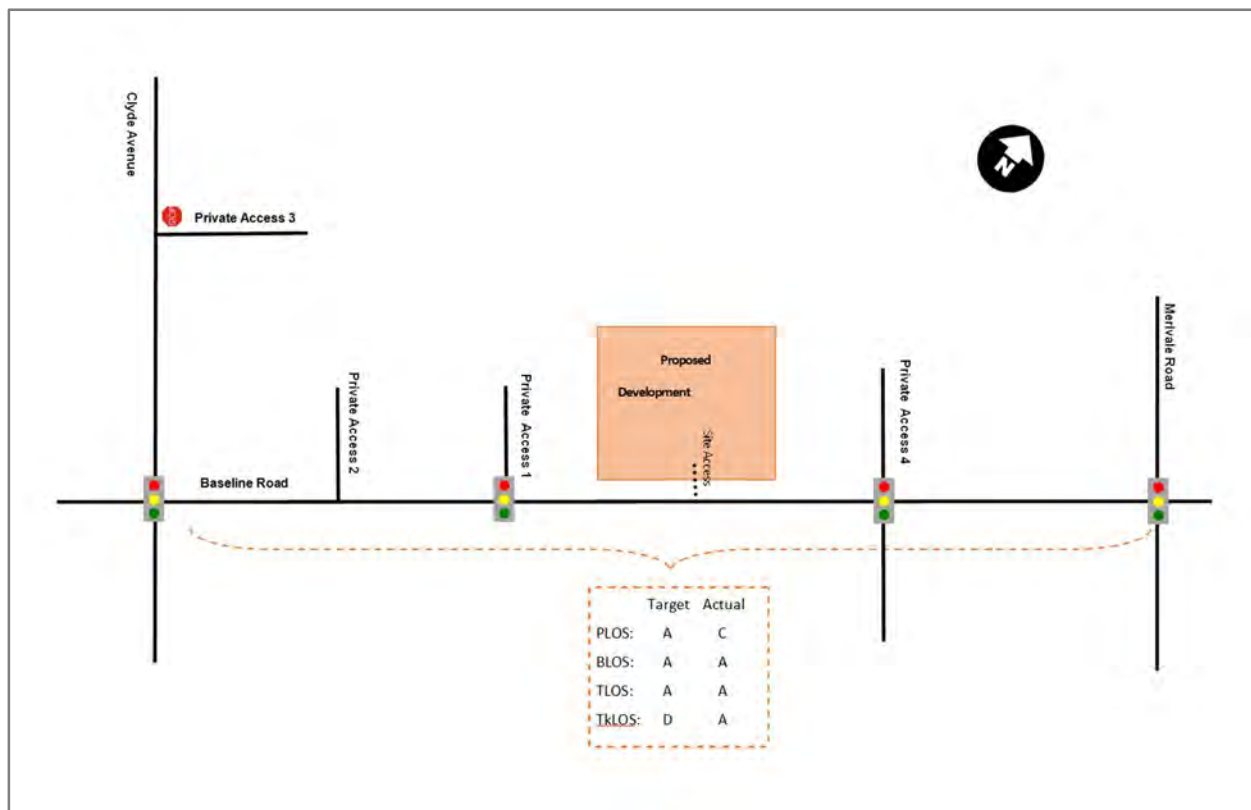 Clyde Avenue
N
STOP
Private Access 3
Merivale Road
Proposed
Development
Private Access 4
Private Access 1
Private Access 2
Site Access
Baseline Road
Target Actual
PLOS: A C
BLOS: A A
TLOS: A A
TkLOS: D A